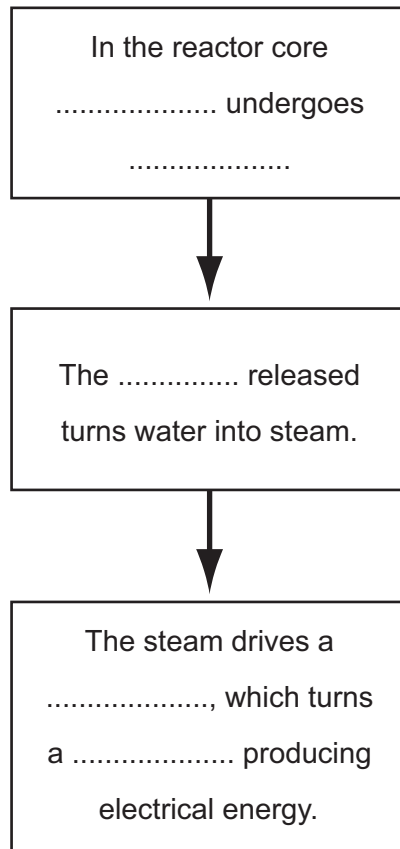 In the reactor core
.................... undergoes
....................
The ............... released
turns water into steam.
The steam drives a
...................., which turns
a .................... producing
electrical energy.